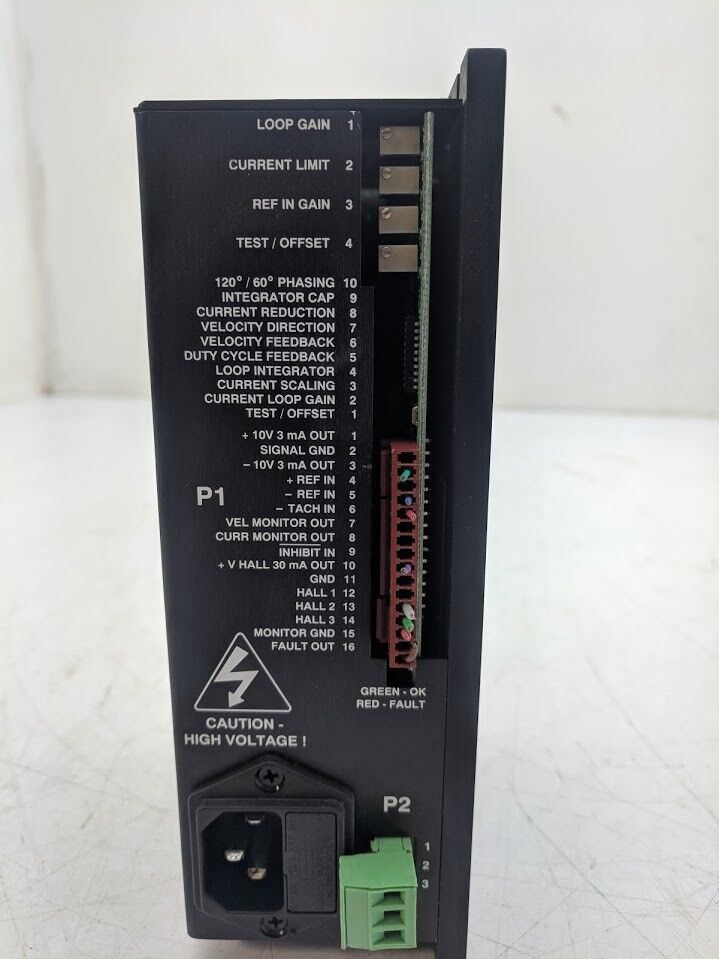 LOOP GAIN 1
CURRENT LIMIT 2
REF IN GAIN 3
TEST / OFFSET 4
120° / 60° PHASING 10
INTEGRATOR CAP 9
CURRENT REDUCTION 8
VELOCITY DIRECTION 7
VELOCITY FEEDBACK 6
DUTY CYCLE FEEDBACK 5
LOOP INTEGRATOR 4
CURRENT SCALING 3
CURRENT LOOP GAIN 2
TEST / OFFSET 1
P1
+ 10V 3 mA OUT 1
SIGNAL GND 2
– 10V 3 mA OUT 3
+ REF IN 4
– REF IN 5
– TACH IN 6
VEL MONITOR OUT 7
CURR MONITOR OUT 8
INHIBIT IN 9
+ V HALL 30 mA OUT 10
GND 11
HALL 1 12
HALL 2 13
HALL 3 14
MONITOR GND 15
FAULT OUT 16
GREEN - OK
RED - FAULT
CAUTION -
HIGH VOLTAGE !
P2
1
2
3